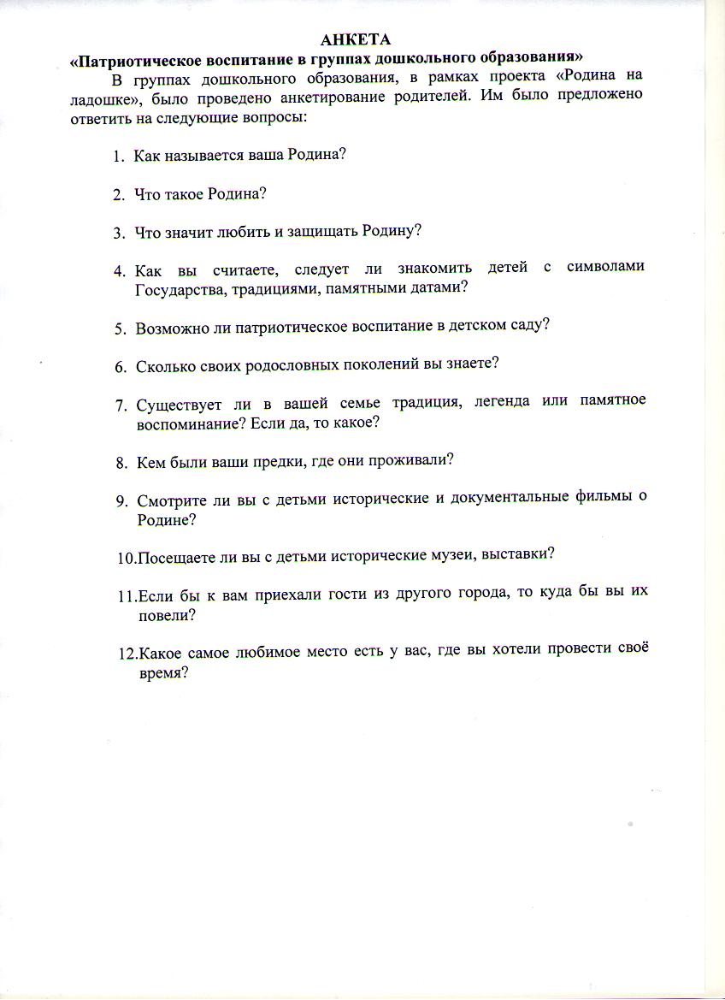 АНКЕТА
«Патриотическое воспитание в группах дошкольного образования»
В группах дошкольного образования, в рамках проекта «Родина на
ладошке», было проведено анкетирование родителей. Им было предложено
ответить на следующие вопросы:
1. Как называется ваша Родина?
2. Что такое Родина?
3. Что значит любить и защищать Родину?
4. Как вы считаете, следует ли знакомить детей с символами
Государства, традициями, памятными датами?
5. Возможно ли патриотическое воспитание в детском саду?
6. Сколько своих родословных поколений вы знаете?
7. Существует ли в вашей семье традиция, легенда или памятное
воспоминание? Если да, то какое?
8. Кем были ваши предки, где они проживали?
9. Смотрите ли вы с детьми исторические и документальные фильмы о
Родине?
10.Посещаете ли вы с детьми исторические музеи, выставки?
11.Если бы к вам приехали гости из другого города, то куда бы вы их
повели?
12.Какое самое любимое место есть у вас, где вы хотели провести своё
время?